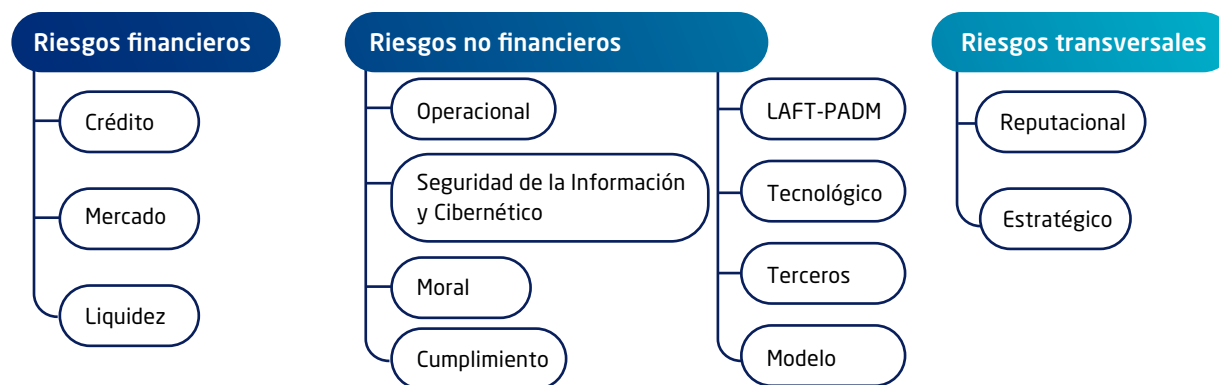 Riesgos financieros
Crédito
Mercado
Liquidez
Riesgos no financieros
Operacional
Seguridad de la Información
y Cibernético
Moral
Cumplimiento
LAFT-PADM
Tecnológico
Terceros
Modelo
Riesgos transversales
Reputacional
Estratégico